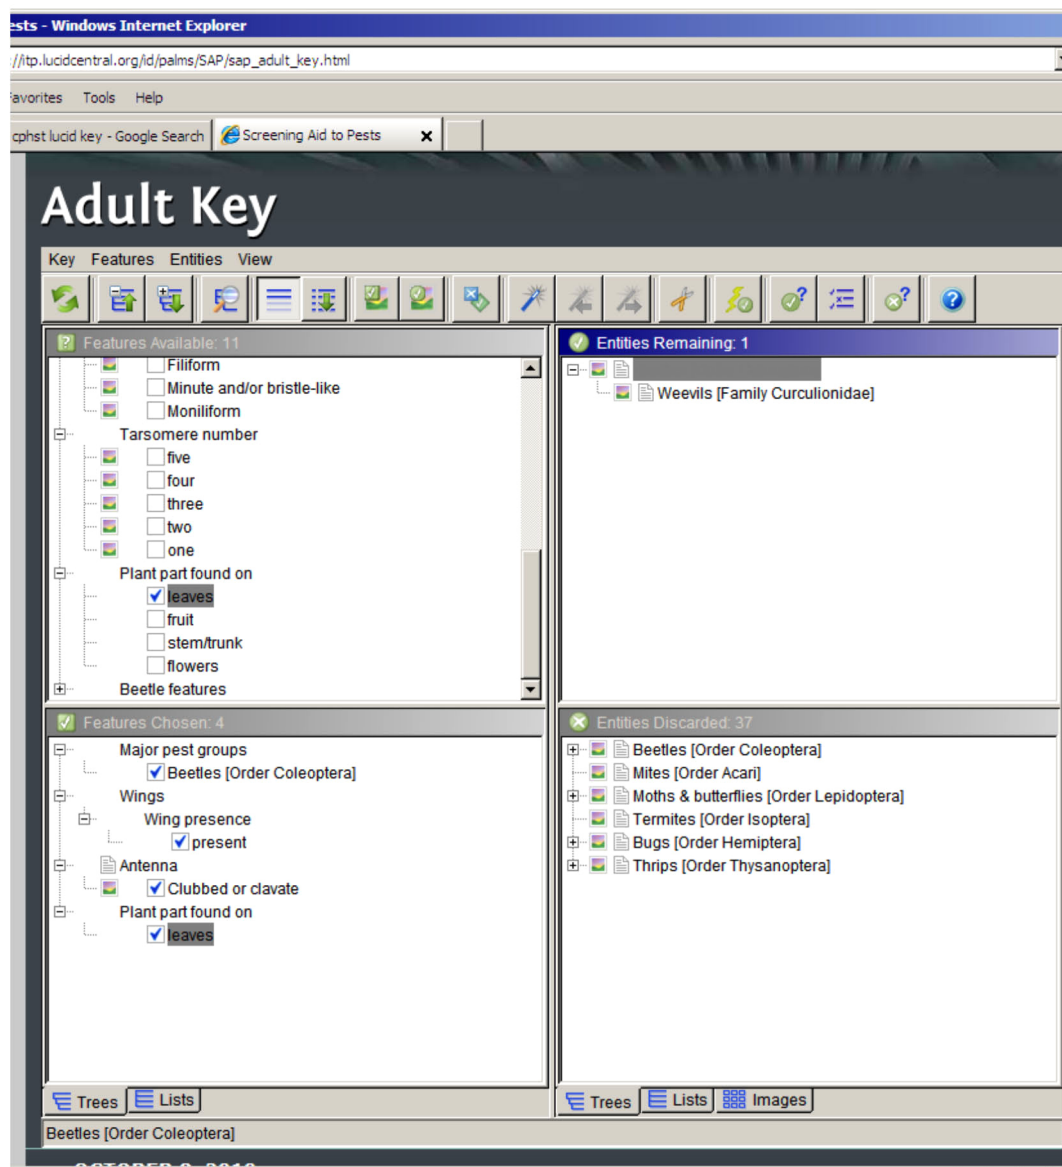 ests - Windows Internet Explorer
://itp.lucidcentral.org/id/palms/SAP/sap_adult_key.html
avorites Tools Help
cphst lucid key - Google Search Screening Aid to Pests
Adult Key
Key Features Entities View
Features Available: 11
Filiform
Minute and/or bristle-like
Moniliform
Tarsomere number
five
four
three
two
one
Plant part found on
leaves
fruit
stem/trunk
flowers
Beetle features
Entities Remaining: 1
Weevils [Family Curculionidae]
Features Chosen: 4
Major pest groups
Beetles [Order Coleoptera]
Wings
Wing presence
present
Antenna
Clubbed or clavate
Plant part found on
leaves
Entities Discarded: 37
Beetles [Order Coleoptera]
Mites [Order Acari]
Moths & butterflies [Order Lepidoptera]
Termites [Order Isoptera]
Bugs [Order Hemiptera]
Thrips [Order Thysanoptera]
Trees Lists
Trees Lists Images
Beetles [Order Coleoptera]